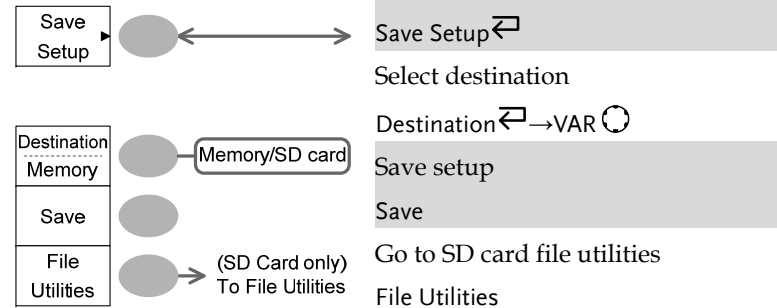 Save
Setup
Destination
Memory
Memory/SD card
Save
File
Utilities
(SD Card only)
To File Utilities
Save Setup
Select destination
Destination →VAR
Save setup
Save
Go to SD card file utilities
File Utilities